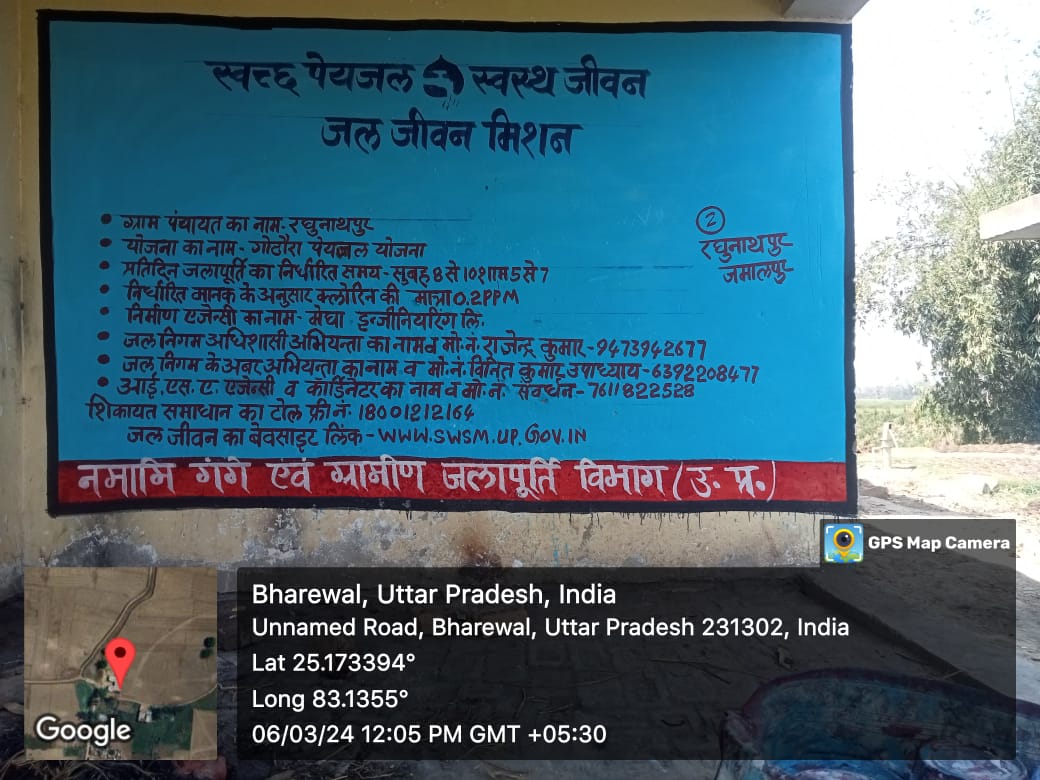 स्वच्छ पेयजल स्वस्थ जीवन
जल जीवन मिशन
• ग्राम पंचायत का नाम- रघुनाथपुर
• योजना का नाम- गोठौरा पेयजल योजना
• प्रतिदिन जलापूर्ति का निर्धारित समय- सुबह 8 से 10 शाम 5 से 7
• निर्धारित मानक के अनुसार क्लोरिन की मात्रा 0.2PPM
• निर्माण एजेन्सी का नाम- मेघा इन्जीनियरिंग लि.
• जल निगम अधिशासी अभियन्ता का नाम व मो.नं. राजेन्द्र कुमार-9473942677
• जल निगम के अवर अभियन्ता का नाम व मो.नं. विनित कुमार उपाध्याय-6392208477
• आई.एस.ए. एजेन्सी व कार्डिनेटर का नाम व मो.नं. संवर्धन-7611822528
शिकायत समाधान का टोल फ्री नं.18001212164
जल जीवन का बेवसाइट लिंक-WWW.SWSM.UP.GOV.IN
2
रघुनाथपुर
जमालपुर
नमामि गंगे एवं ग्रामीण जलापूर्ति विभाग (उ. प्र.)
GPS Map Camera
Google
Bharewal, Uttar Pradesh, India
Unnamed Road, Bharewal, Uttar Pradesh 231302, India
Lat 25.173394°
Long 83.1355°
06/03/24 12:05 PM GMT +05:30